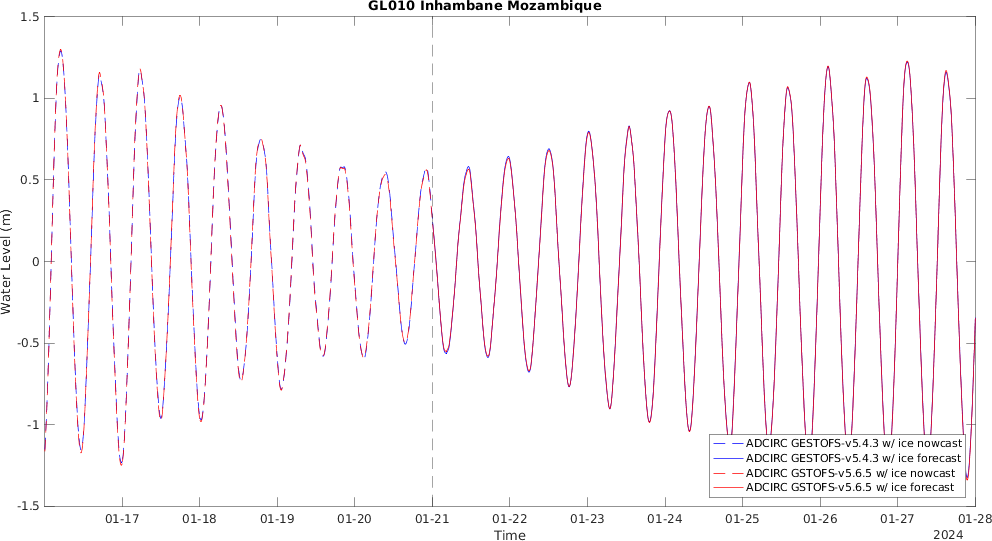 GL010 Inhambane Mozambique
1.5
1
0.5
0
-0.5
-1
-1.5
Water Level (m)
ADCIRC GESTOFS-v5.4.3 w/ ice nowcast
ADCIRC GESTOFS-v5.4.3 w/ ice forecast
ADCIRC GSTOFS-v5.6.5 w/ ice nowcast
ADCIRC GSTOFS-v5.6.5 w/ ice forecast
01-17 01-18 01-19 01-20 01-21 01-22 01-23 01-24 01-25 01-26 01-27 01-28
Time
2024